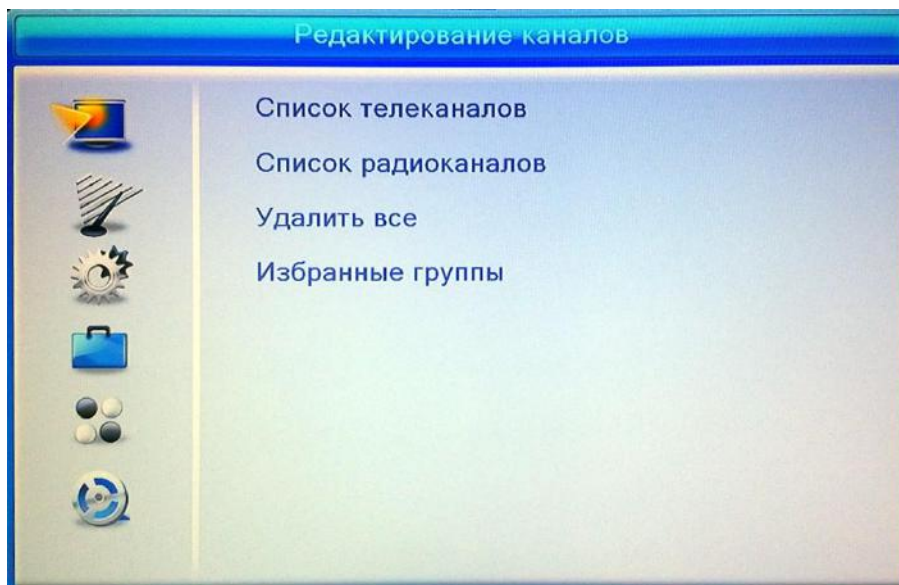 Редактирование каналов
Список телеканалов
Список радиоканалов
Удалить все
Избранные группы